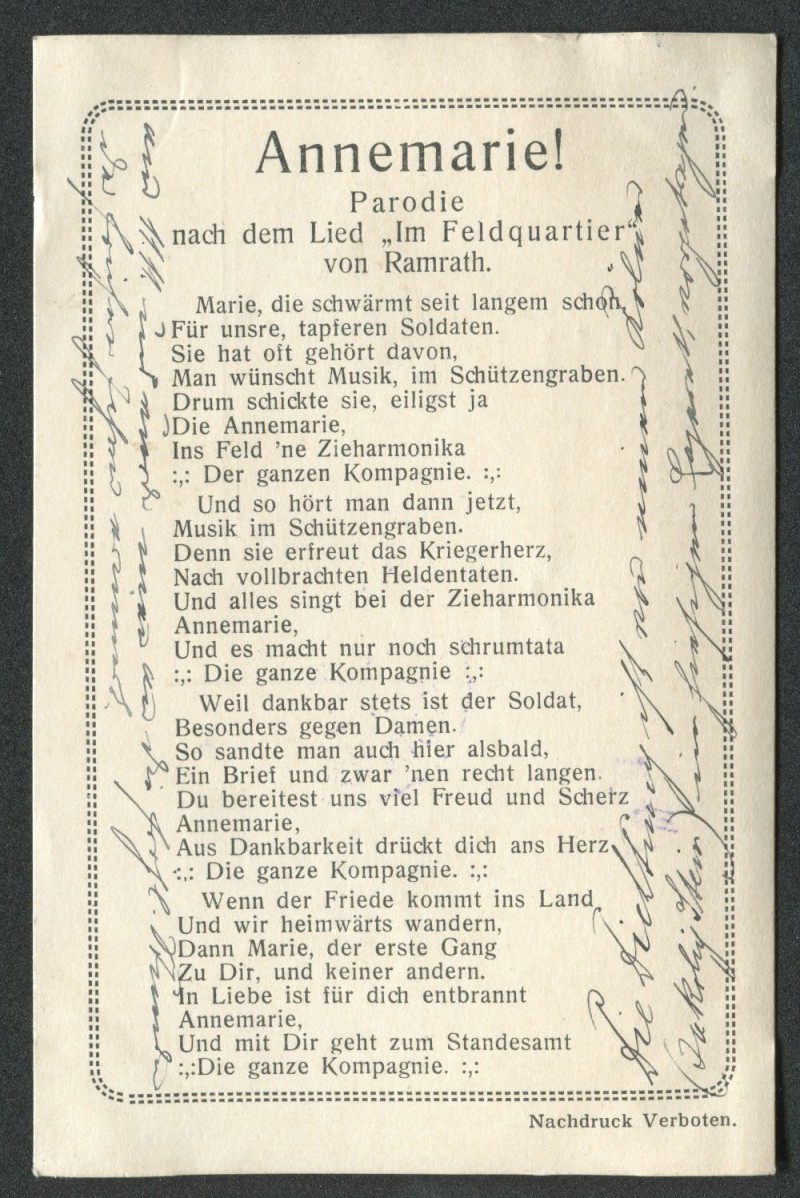 Annemarie!
Parodie
nach dem Lied „Im Feldquartier“
von Ramrath.
Marie, die schwärmt seit langem schon,
Für unsre, tapferen Soldaten.
Sie hat oft gehört davon,
Man wünscht Musik, im Schützengraben.
Drum schickte sie, eiligst ja
Die Annemarie,
Ins Feld 'ne Zieharmonika
:,: Der ganzen Kompagnie. :,:
Und so hört man dann jetzt,
Musik im Schützengraben.
Denn sie erfreut das Kriegerherz,
Nach vollbrachten Heldentaten.
Und alles singt bei der Zieharmonika
Annemarie,
Und es macht nur noch schrumtata
:,: Die ganze Kompagnie :,:
Weil dankbar stets ist der Soldat,
Besonders gegen Damen.
So sandte man auch hier alsbald,
Ein Brief und zwar 'nen recht langen.
Du bereitest uns viel Freud und Scherz
Annemarie,
Aus Dankbarkeit drückt dich ans Herz
:,: Die ganze Kompagnie. :,:
Wenn der Friede kommt ins Land,
Und wir heimwärts wandern,
Dann Marie, der erste Gang
Zu Dir, und keiner andern.
In Liebe ist für dich entbrannt
Annemarie,
Und mit Dir geht zum Standesamt
:,:Die ganze Kompagnie. :,:
Nachdruck Verboten.
Die Dichtung ist